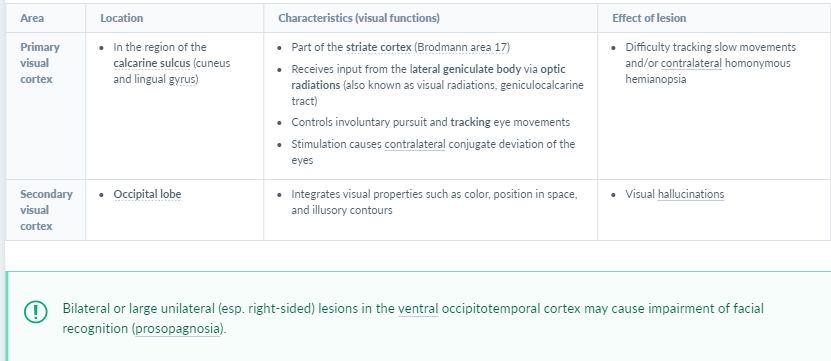 Area Location Characteristics (visual functions) Effect of lesion
Primary
visual
cortex
• In the region of the
calcarine sulcus (cuneus
and lingual gyrus)
• Part of the striate cortex (Brodmann area 17)
• Receives input from the lateral geniculate body via optic
radiations (also known as visual radiations, geniculocalcarine
tract)
• Controls involuntary pursuit and tracking eye movements
• Stimulation causes contralateral conjugate deviation of the
eyes
• Difficulty tracking slow movements
and/or contralateral homonymous
hemianopsia
Secondary
visual
cortex
• Occipital lobe
• Integrates visual properties such as color, position in space,
and illusory contours
• Visual hallucinations
Bilateral or large unilateral (esp. right-sided) lesions in the ventral occipitotemporal cortex may cause impairment of facial
recognition (prosopagnosia).